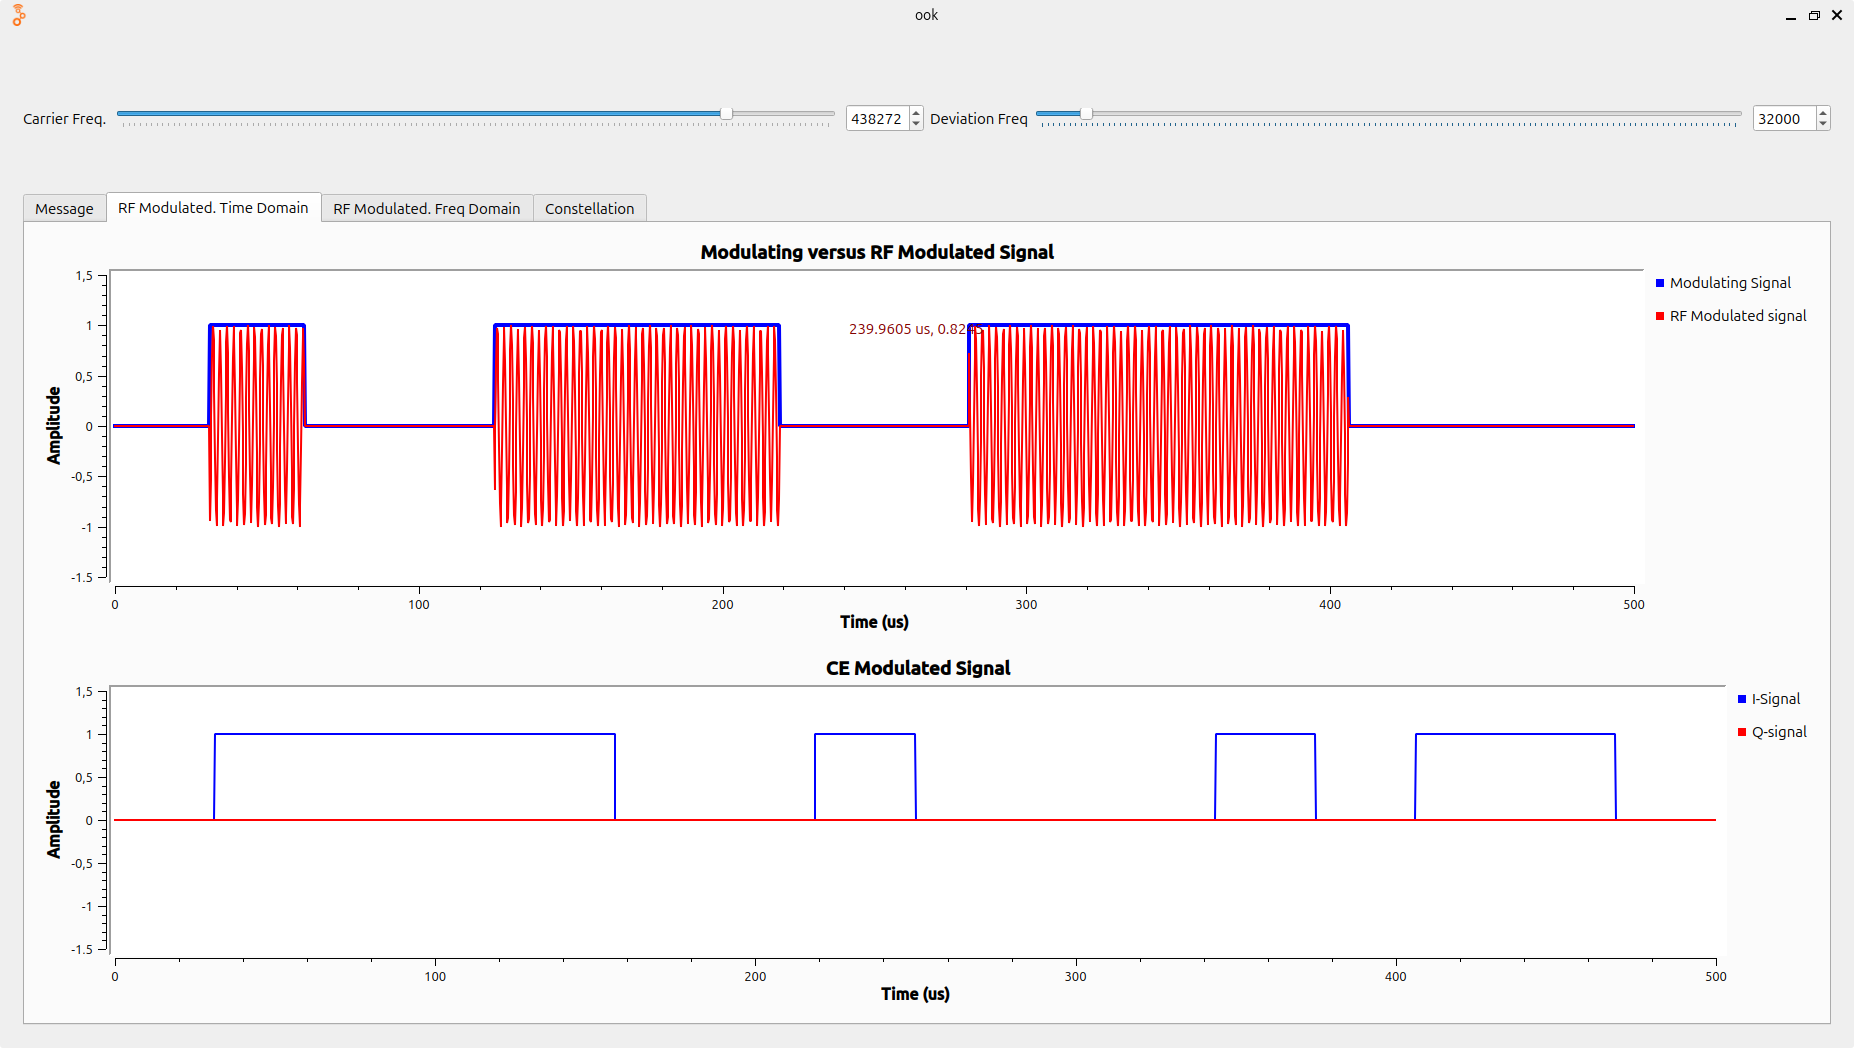 ook
Carrier Freq.
438272
Deviation Freq
32000
Message
RF Modulated. Time Domain
RF Modulated. Freq Domain
Constellation
Modulating versus RF Modulated Signal
1,5
1
0,5
0
-0,5
-1
-1.5
Amplitude
239.9605 us,
Modulating Signal
RF Modulated signal
0 100 200 300 400 500
Time (us)
CE Modulated Signal
1,5
1
0,5
0
-0,5
-1
-1.5
Amplitude
I-Signal
Q-signal
0 100 200 300 400 500
Time (us)